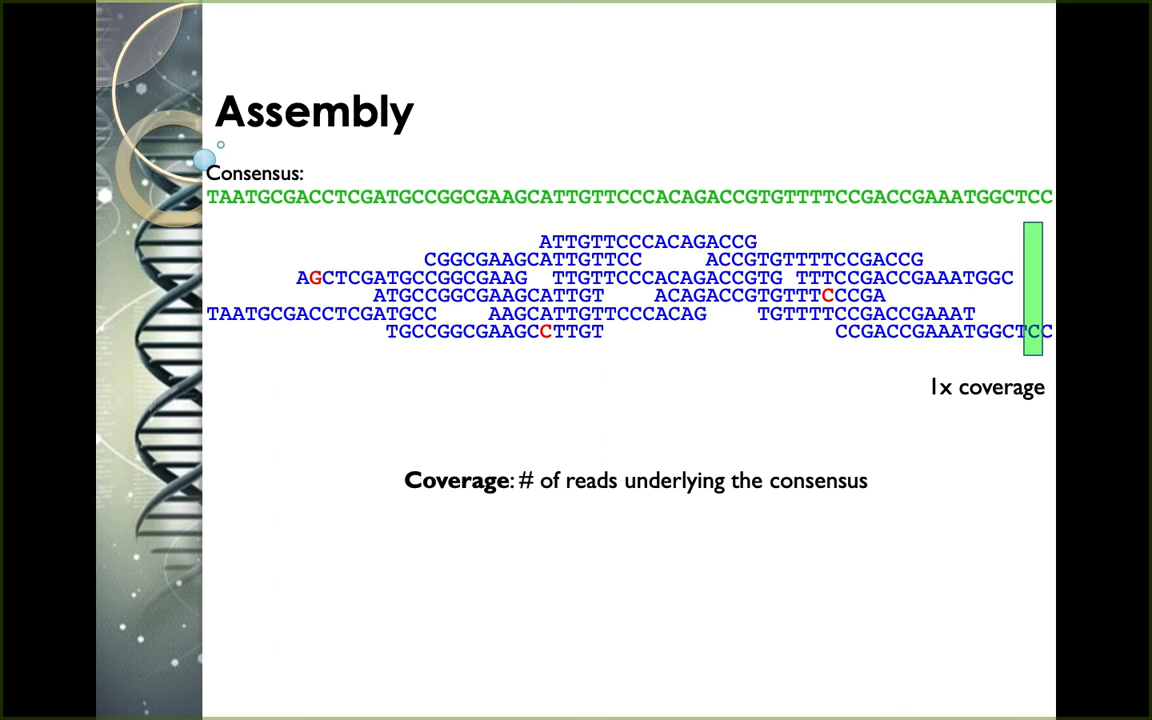 Assembly
Consensus:
TAATGCGACCTCGATGCCGGCGAAGCATTGTTCCCACAGACCGTGTTTTCCGACCGAAATGGCTCC
ATTGTTCCCACAGACCG
CGGCGAAGCATTGTTCC ACCGTGTTTTCCGACCG
AGCTCGATGCCGGCGAAG TTGTTCCCACAGACCGTG TTTCCGACCGAAATGGC
ATGCCGGCGAAGCATTGT ACAGACCGTGTTTCCCGA
TAATGCGACCTCGATGCC AAGCATTGTTCCCACAG TGTTTTCCGACCGAAAT
TGCCGGCGAAGCCTTGT CCGACCGAAATGGCTCC
1x coverage
Coverage: # of reads underlying the consensus